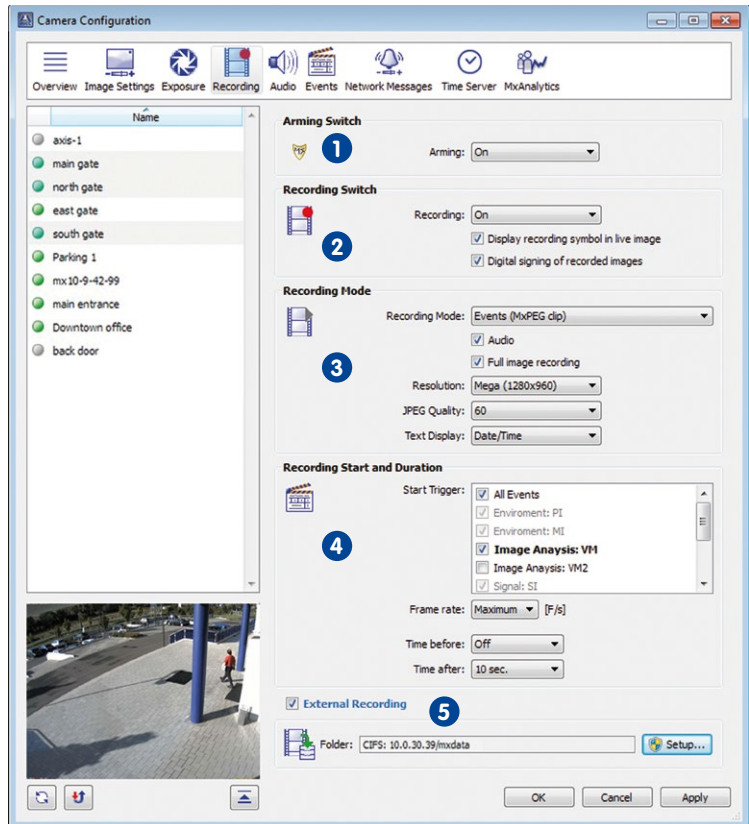 Camera Configuration
Overview Image Settings Exposure Recording Audio Events Network Messages Time Server MxAnalytics
Name
axis-1
main gate
north gate
east gate
south gate
Parking 1
mx10-9-42-99
main entrance
Downtown office
back door
Arming Switch
1
Arming: On
Recording Switch
2
Recording: On
Display recording symbol in live image
Digital signing of recorded images
Recording Mode
3
Recording Mode: Events (MxPEG clip)
Audio
Full image recording
Resolution: Mega (1280x960)
JPEG Quality: 60
Text Display: Date/Time
Recording Start and Duration
4
Start Trigger: All Events
Enviroment: PI
Enviroment: MI
Image Anaysis: VM
Image Anaysis: VM2
Signal: SI
Frame rate: Maximum [F/s]
Time before: Off
Time after: 10 sec.
External Recording
5
Folder: CIFS: 10.0.30.39/mxdata Setup...
OK Cancel Apply